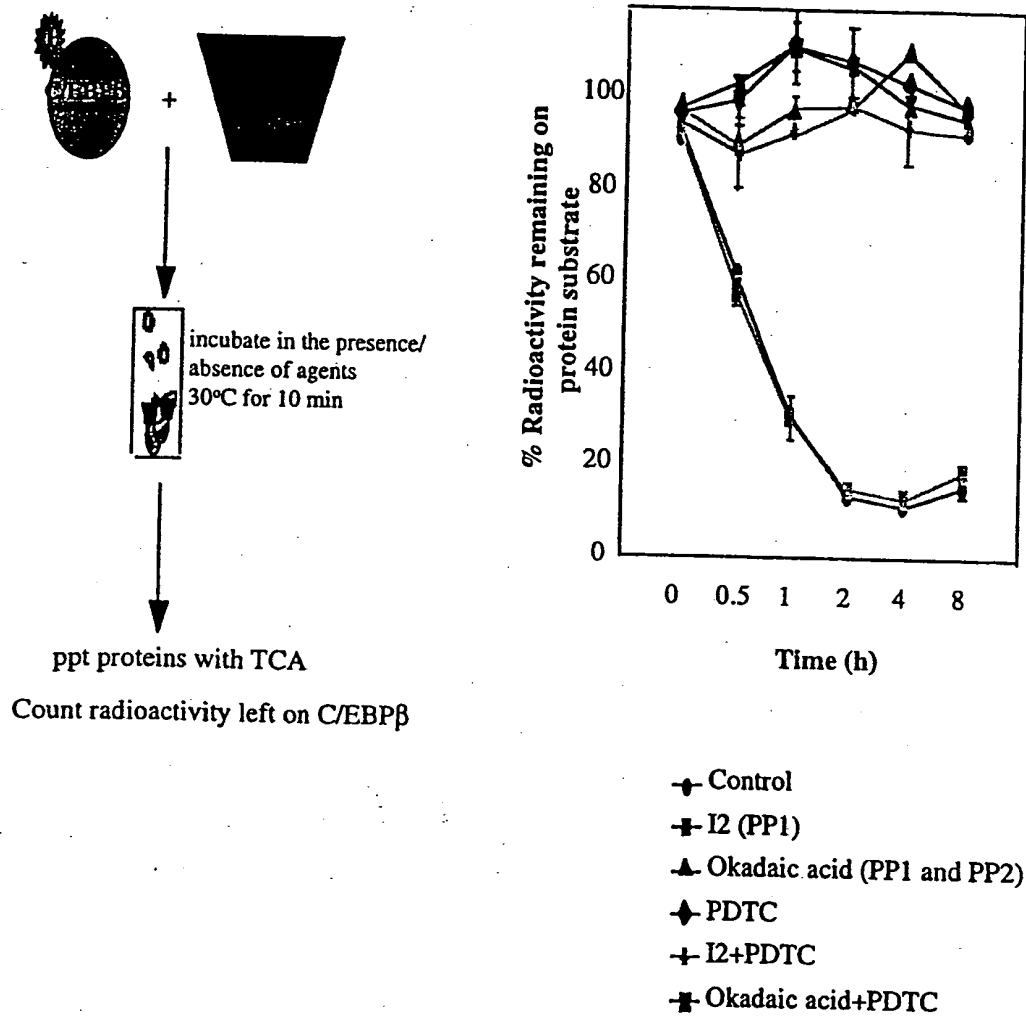 C/EBPβ
+
incubate in the presence/
absence of agents
30°C for 10 min
ppt proteins with TCA
Count radioactivity left on C/EBPβ
% Radioactivity remaining on
protein substrate
100
80
60
40
20
0
0 0.5 1 2 4 8
Time (h)
Control
I2 (PP1)
Okadaic acid (PP1 and PP2)
PDTC
I2+PDTC
Okadaic acid+PDTC